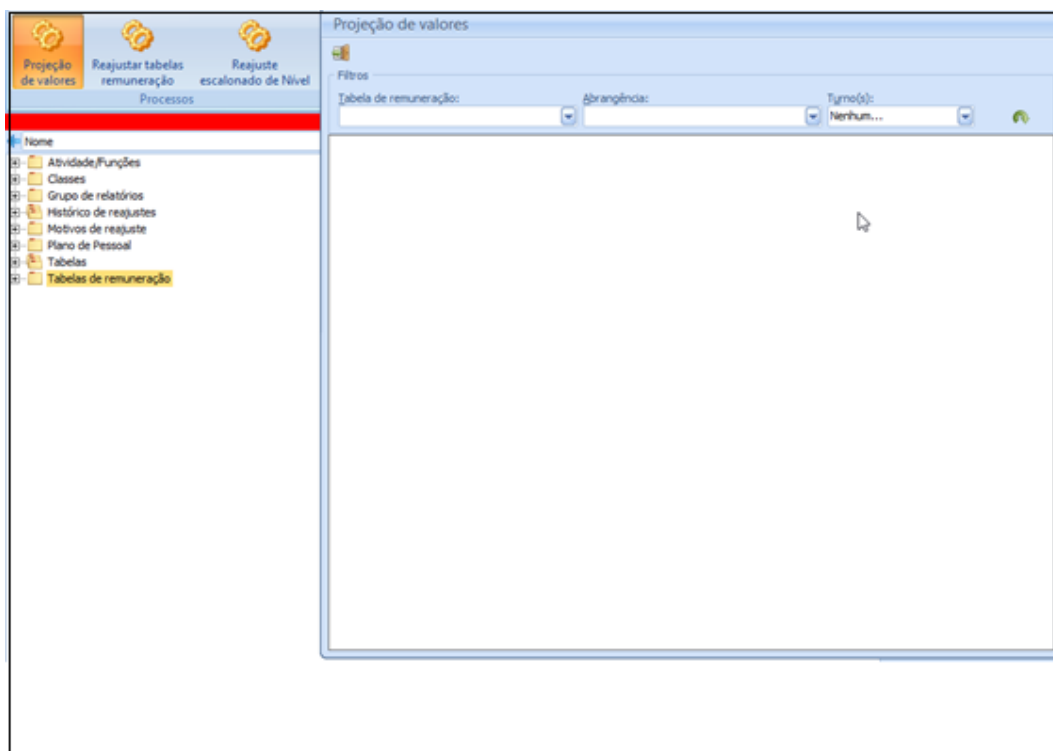 Projeção de valores
Reajustar tabelas remuneração
Reajuste escalonado de Nível
Processos
Nome
Atividade/Funções
Classes
Grupo de relatórios
Histórico de reajustes
Motivos de reajuste
Plano de Pessoal
Tabelas
Tabelas de remuneração
Projeção de valores
Filtros
Tabela de remuneração:
Abrangência:
Turno(s):
Nenhum...